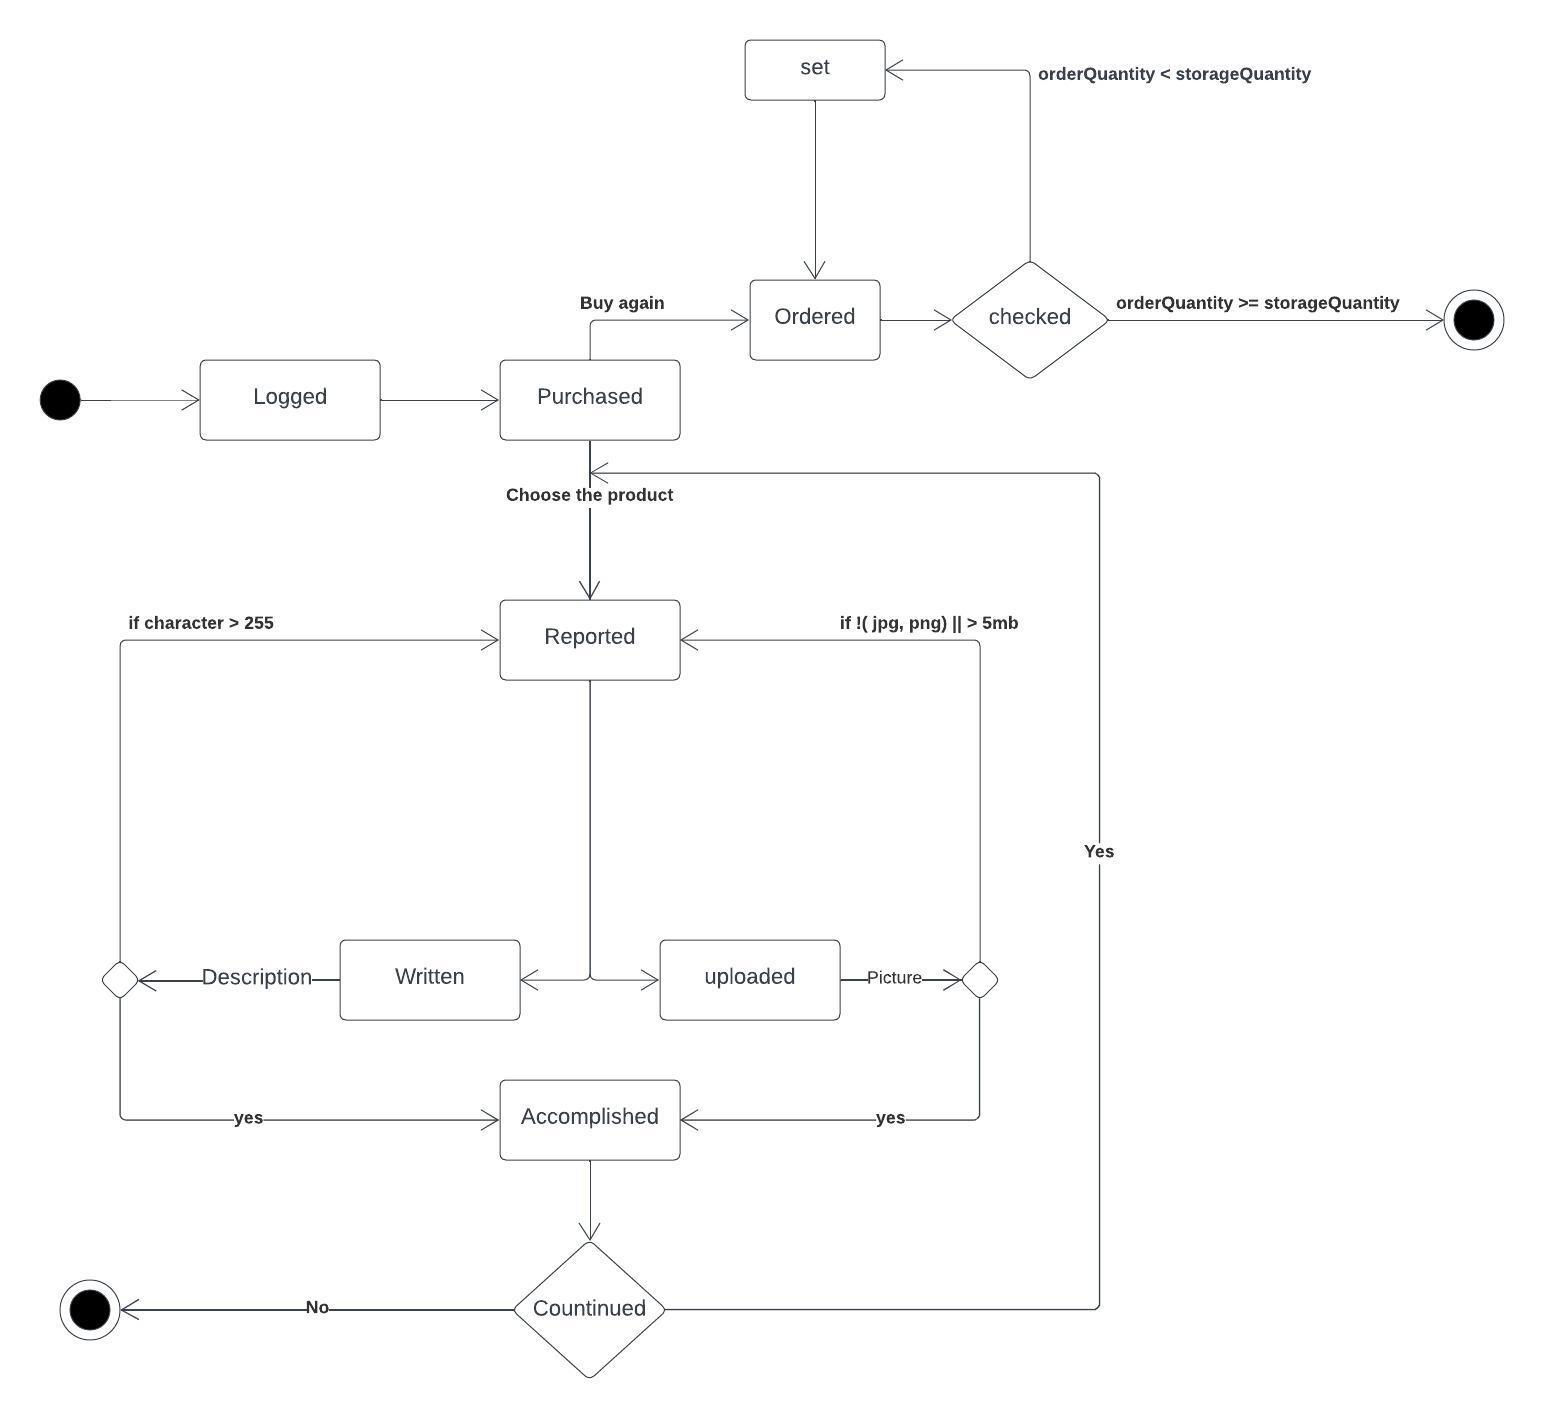 set
orderQuantity < storageQuantity
Buy again
Ordered
checked
orderQuantity >= storageQuantity
Logged
Purchased
Choose the product
if character > 255
Reported
if !( jpg, png) || > 5mb
Yes
Description
Written
uploaded
Picture
yes
Accomplished
yes
No
Countinued